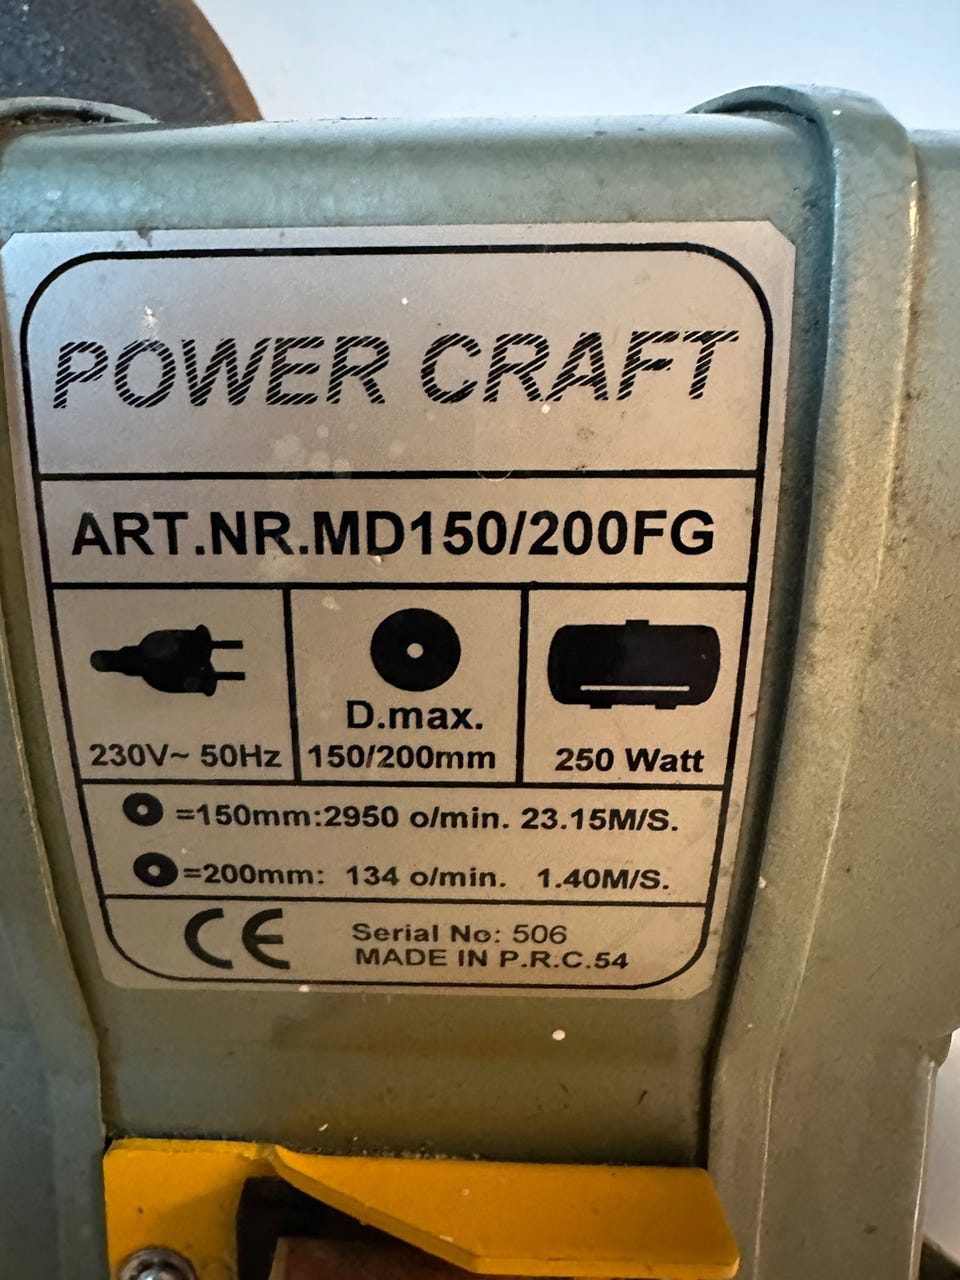 POWER CRAFT
ART.NR.MD150/200FG
230V~ 50Hz
D.max.
150/200mm
250 Watt
=150mm:2950 o/min. 23.15M/S.
=200mm: 134 o/min. 1.40M/S.
CE
Serial No: 506
MADE IN P.R.C.54